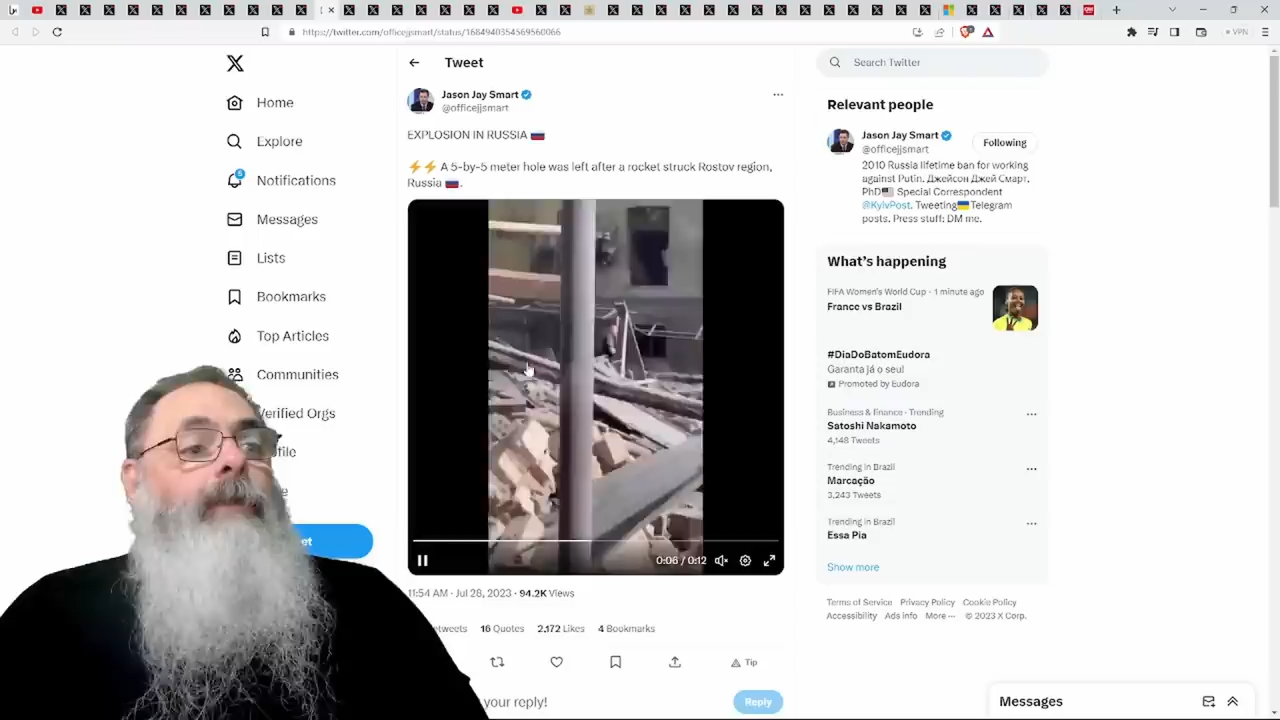 https://twitter.com/officejjsmart/status/1684940354569560066
VPN
Home
Explore
6
Notifications
Messages
Lists
Bookmarks
Top Articles
Communities
Verified Orgs
Tweet
Jason Jay Smart
@officejjsmart
EXPLOSION IN RUSSIA 🇷🇺
⚡⚡ A 5-by-5 meter hole was left after a rocket struck Rostov region,
Russia 🇷🇺.
0:06 / 0:12
11:54 AM · Jul 28, 2023 · 94.2K Views
16 Quotes 2,172 Likes 4 Bookmarks
Tip
your reply!
Reply
Search Twitter
Relevant people
Jason Jay Smart
@officejjsmart
Following
2010 Russia lifetime ban for working
against Putin. Джейсон Джей Смарт,
PhD🇺🇸 Special Correspondent
@KyivPost. Tweeting🇺🇦Telegram
posts. Press stuff: DM me.
What's happening
FIFA Women's World Cup · 1 minute ago
France vs Brazil
#DiaDoBatomEudora
Garanta já o seu!
Promoted by Eudora
Business & finance · Trending
Satoshi Nakamoto
4,148 Tweets
Trending in Brazil
Marcação
3,243 Tweets
Trending in Brazil
Essa Pia
Show more
Terms of Service Privacy Policy Cookie Policy
Accessibility Ads info More ··· © 2023 X Corp.
Messages